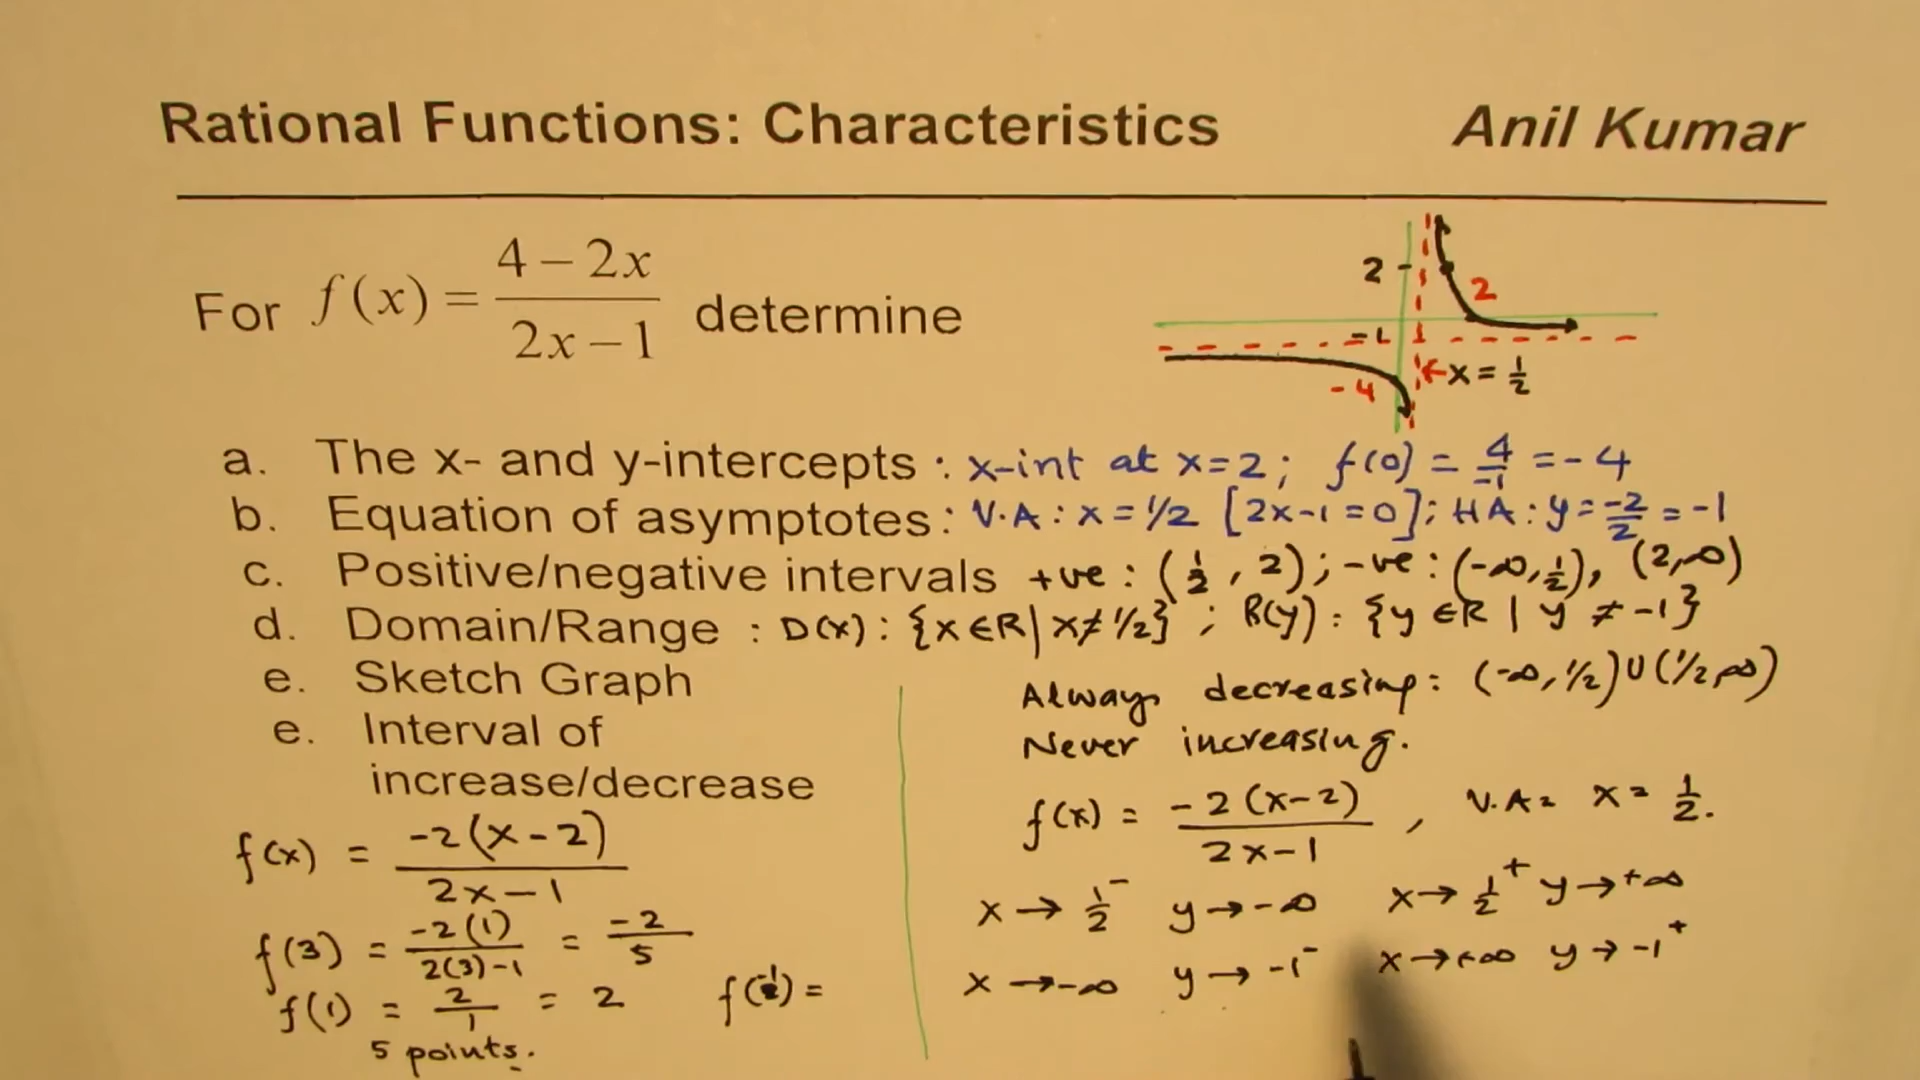 Rational Functions: Characteristics Anil Kumar
For f(x) = (4 − 2x)/(2x − 1) determine
2
2
-1
-4
x = 1/2
a. The x- and y-intercepts : x-int at x=2; f(0) = 4/-1 = -4
b. Equation of asymptotes : V.A : x = 1/2 [2x-1=0]; HA : y = -2/2 = -1
c. Positive/negative intervals +ve : (1/2, 2); -ve : (-∞, 1/2), (2, ∞)
d. Domain/Range : D(x) : {x ∈ R | x ≠ 1/2} ; R(y) : {y ∈ R | y ≠ -1}
e. Sketch Graph
e. Interval of
increase/decrease
f(x) = -2(x-2)/(2x-1)
f(3) = -2(1)/(2(3)-1) = -2/5
f(1) = 2/1 = 2
5 points.
Always decreasing: (-∞, 1/2) U (1/2, ∞)
Never increasing.
f(x) = -2(x-2)/(2x-1) , V.A = x = 1/2.
x → 1/2⁻ y → -∞ x → 1/2⁺ y → +∞
x → -∞ y → -1⁻ x → +∞ y → -1⁺